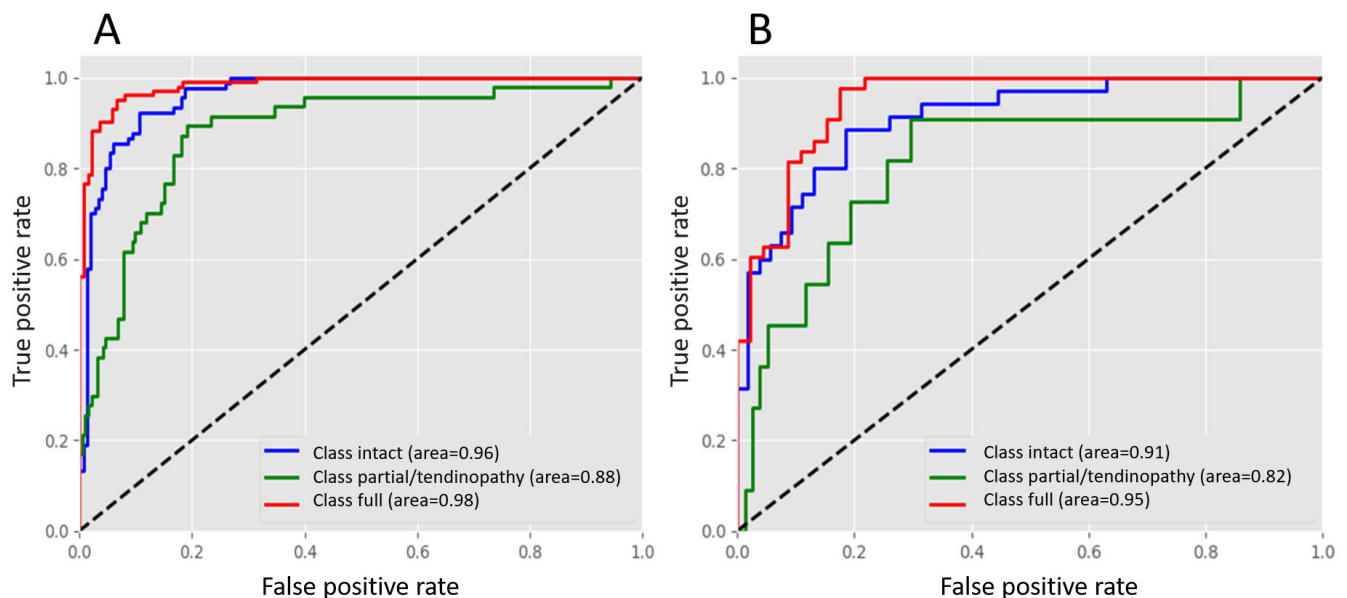 A
True positive rate
1.0
0.8
0.6
0.4
0.2
0.0
Class intact (area=0.96)
Class partial/tendinopathy (area=0.88)
Class full (area=0.98)
0.0 0.2 0.4 0.6 0.8 1.0
False positive rate
B
True positive rate
1.0
0.8
0.6
0.4
0.2
0.0
Class intact (area=0.91)
Class partial/tendinopathy (area=0.82)
Class full (area=0.95)
0.0 0.2 0.4 0.6 0.8 1.0
False positive rate